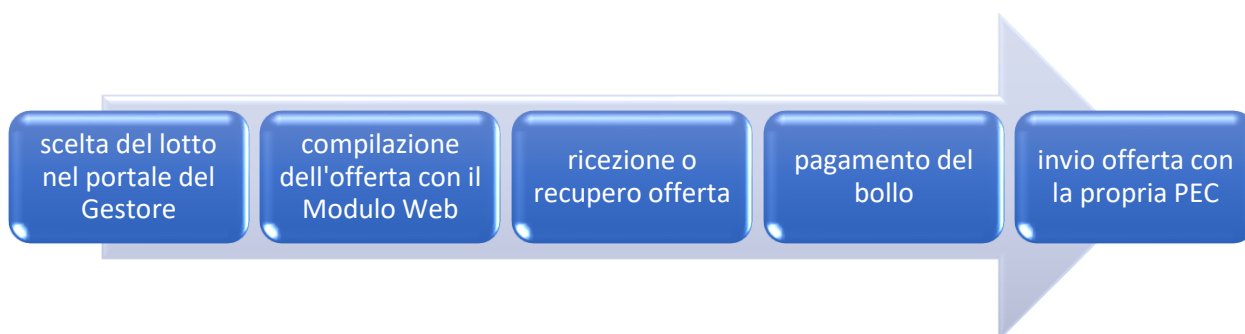 scelta del lotto
nel portale del
Gestore
compilazione
dell'offerta con il
Modulo Web
ricezione o
recupero offerta
pagamento del
bollo
invio offerta con
la propria PEC